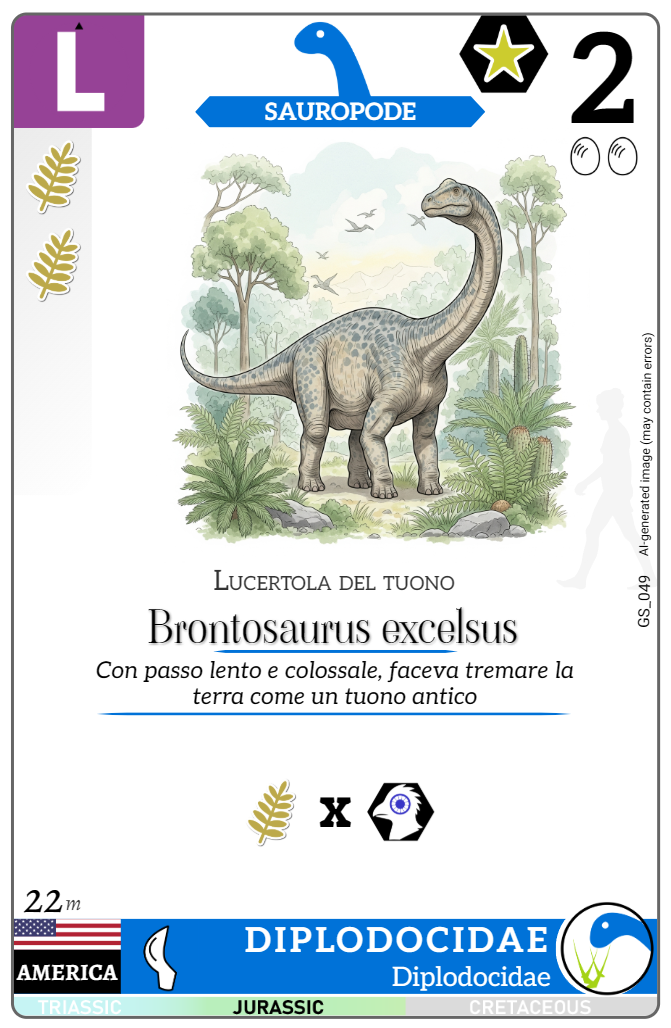 L
SAUROPODE
2
AI-generated image (may contain errors)
GS_049
Lucertola del tuono
Brontosaurus excelsus
Con passo lento e colossale, faceva tremare la
terra come un tuono antico
x
22 m
AMERICA
DIPLODOCIDAE
Diplodocidae
TRIASSIC JURASSIC CRETACEOUS